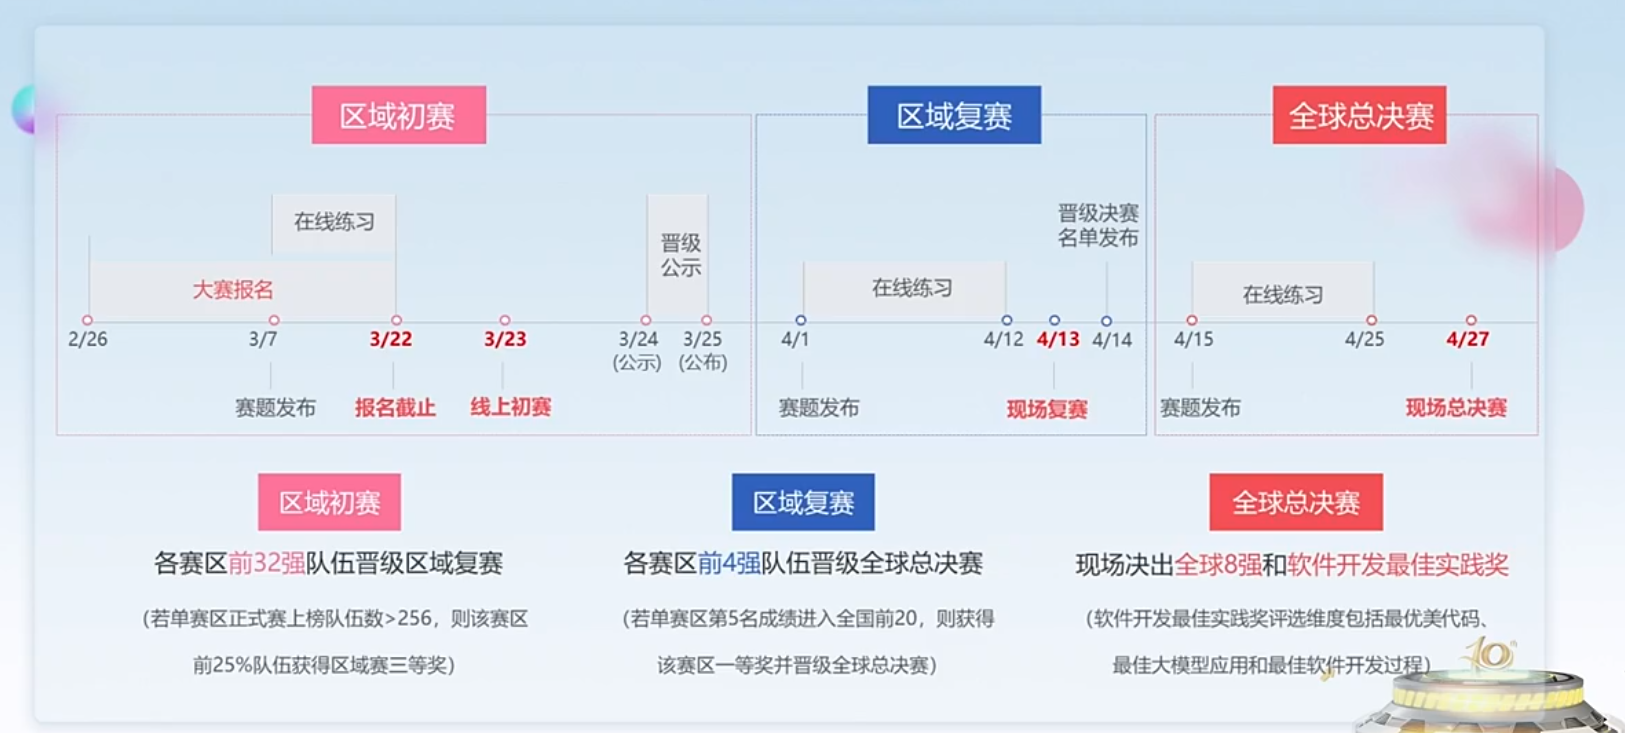 区域初赛
区域复赛
全球总决赛
在线练习
大赛报名
晋级
公示
在线练习
晋级决赛
名单发布
在线练习
2/26
3/7
3/22
3/23
3/24
(公示)
3/25
(公布)
4/1
4/12
4/13
4/14
4/15
4/25
4/27
赛题发布
报名截止
线上初赛
赛题发布
现场复赛
赛题发布
现场总决赛
区域初赛
各赛区前32强队伍晋级区域复赛
(若单赛区正式赛上榜队伍数>256，则该赛区
前25%队伍获得区域赛三等奖)
区域复赛
各赛区前4强队伍晋级全球总决赛
(若单赛区第5名成绩进入全国前20，则获得
该赛区一等奖并晋级全球总决赛)
全球总决赛
现场决出全球8强和软件开发最佳实践奖
(软件开发最佳实践奖评选维度包括最优美代码、
最佳大模型应用和最佳软件开发过程)
10